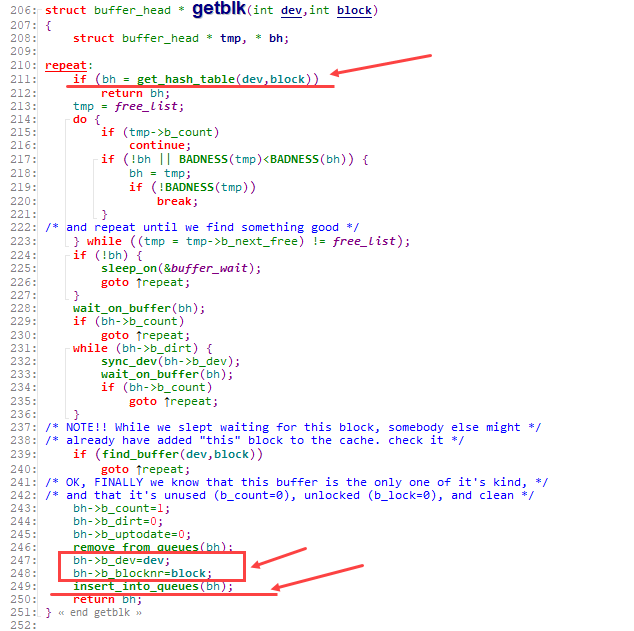 206: struct buffer_head * getblk(int dev,int block)
207: {
208: struct buffer_head * tmp, * bh;
209:
210: repeat:
211: if (bh = get_hash_table(dev,block))
212: return bh;
213: tmp = free_list;
214: do {
215: if (tmp->b_count)
216: continue;
217: if (!bh || BADNESS(tmp)<BADNESS(bh)) {
218: bh = tmp;
219: if (!BADNESS(tmp))
220: break;
221: }
222: /* and repeat until we find something good */
223: } while ((tmp = tmp->b_next_free) != free_list);
224: if (!bh) {
225: sleep_on(&buffer_wait);
226: goto ↑repeat;
227: }
228: wait_on_buffer(bh);
229: if (bh->b_count)
230: goto ↑repeat;
231: while (bh->b_dirt) {
232: sync_dev(bh->b_dev);
233: wait_on_buffer(bh);
234: if (bh->b_count)
235: goto ↑repeat;
236: }
237: /* NOTE!! While we slept waiting for this block, somebody else might */
238: /* already have added "this" block to the cache. check it */
239: if (find_buffer(dev,block))
240: goto ↑repeat;
241: /* OK, FINALLY we know that this buffer is the only one of it's kind, */
242: /* and that it's unused (b_count=0), unlocked (b_lock=0), and clean */
243: bh->b_count=1;
244: bh->b_dirt=0;
245: bh->b_uptodate=0;
246: remove_from_queues(bh);
247: bh->b_dev=dev;
248: bh->b_blocknr=block;
249: insert_into_queues(bh);
250: return bh;
251: } « end getblk »
252: